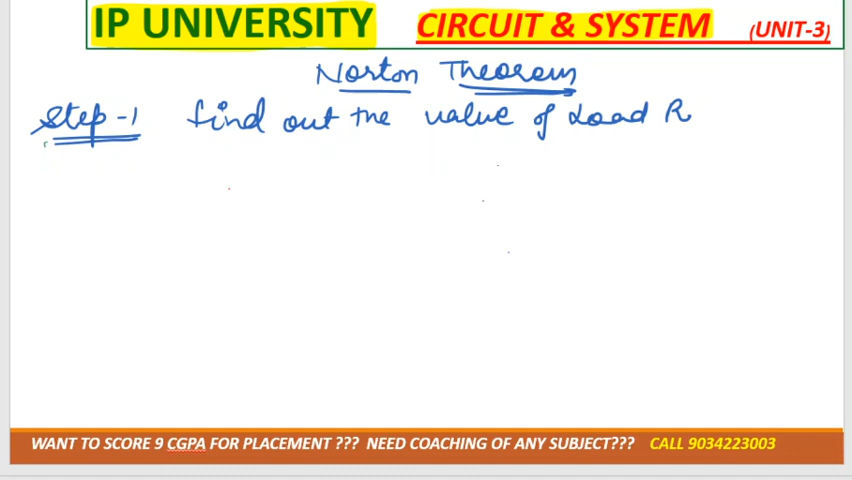 IP UNIVERSITY CIRCUIT & SYSTEM (UNIT-3)
Norton Theorem
Step-1 find out the value of Load R
WANT TO SCORE 9 CGPA FOR PLACEMENT ??? NEED COACHING OF ANY SUBJECT??? CALL 9034223003